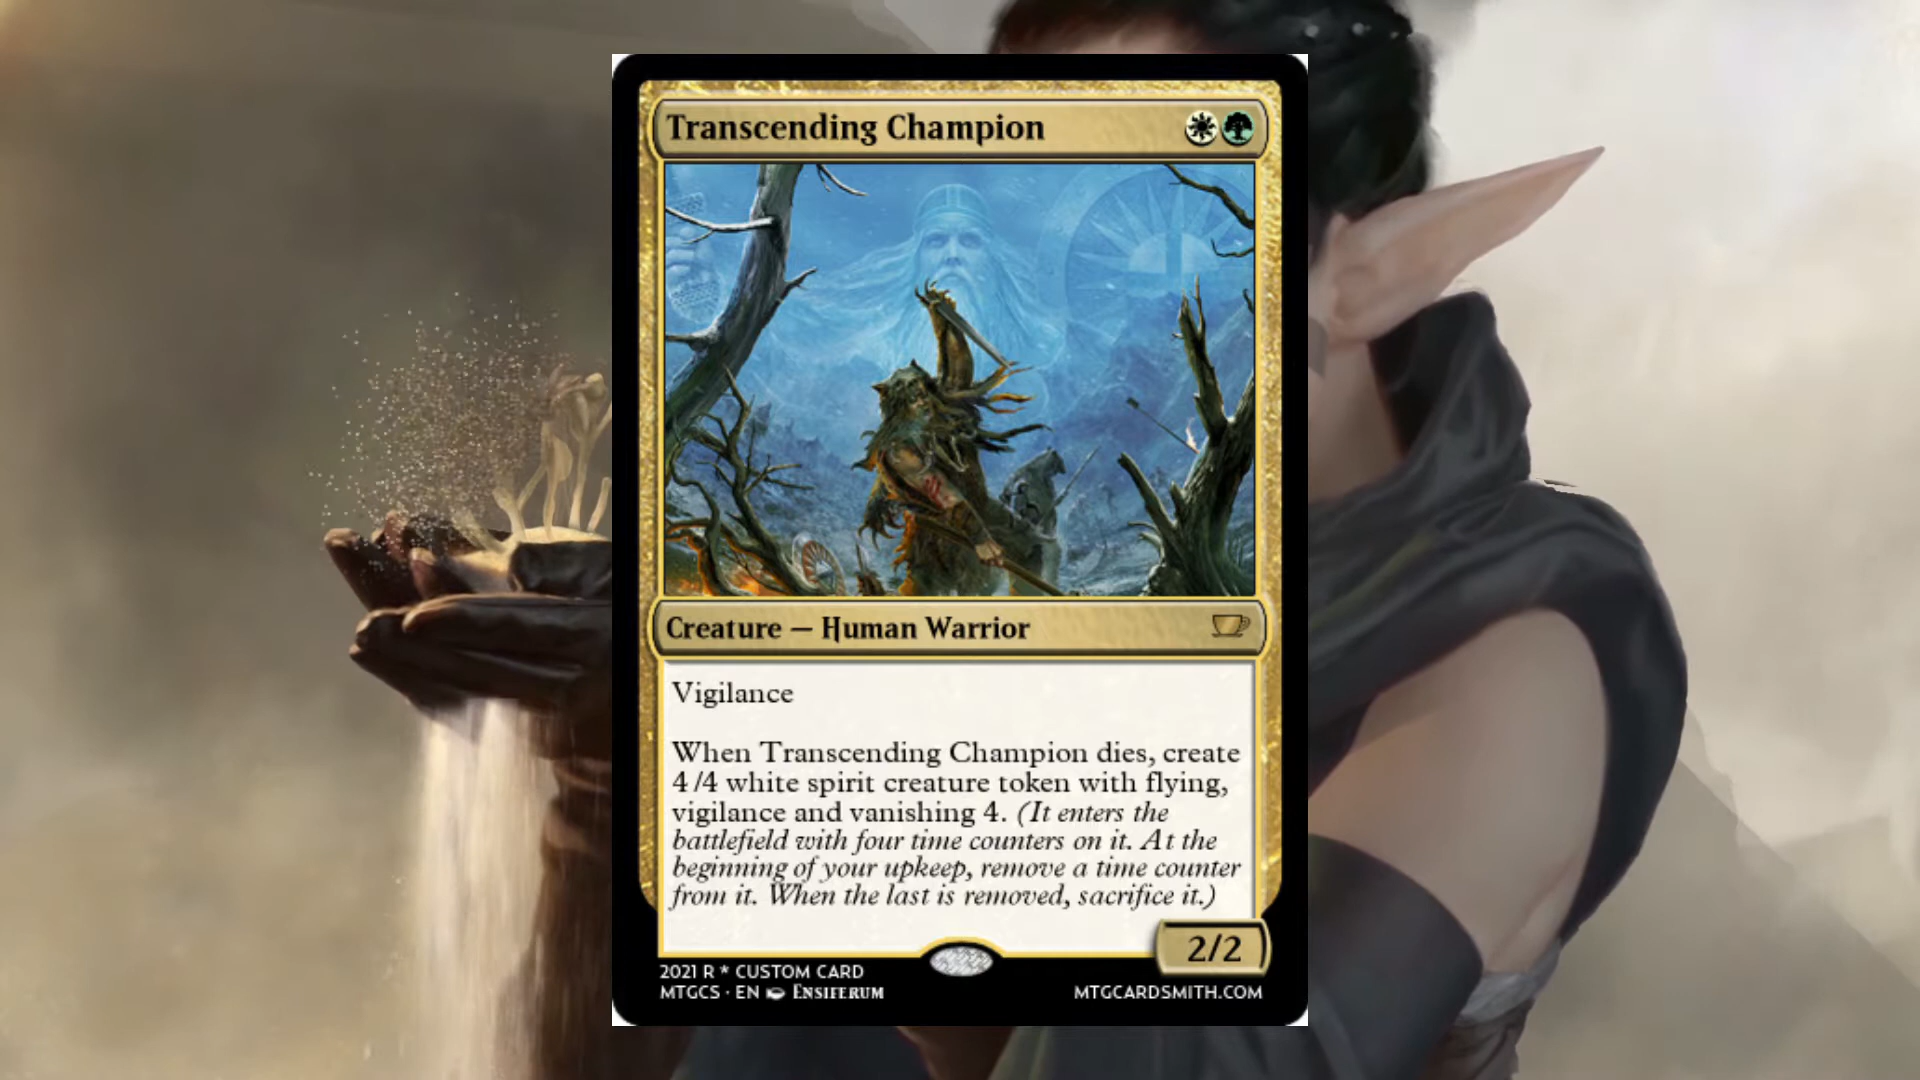 Transcending Champion
Creature — Human Warrior
Vigilance
When Transcending Champion dies, create
4/4 white spirit creature token with flying,
vigilance and vanishing 4. (It enters the
battlefield with four time counters on it. At the
beginning of your upkeep, remove a time counter
from it. When the last is removed, sacrifice it.)
2/2
2021 R * CUSTOM CARD
MTGCS · EN ENSIFERUM
MTGCARDSMITH.COM